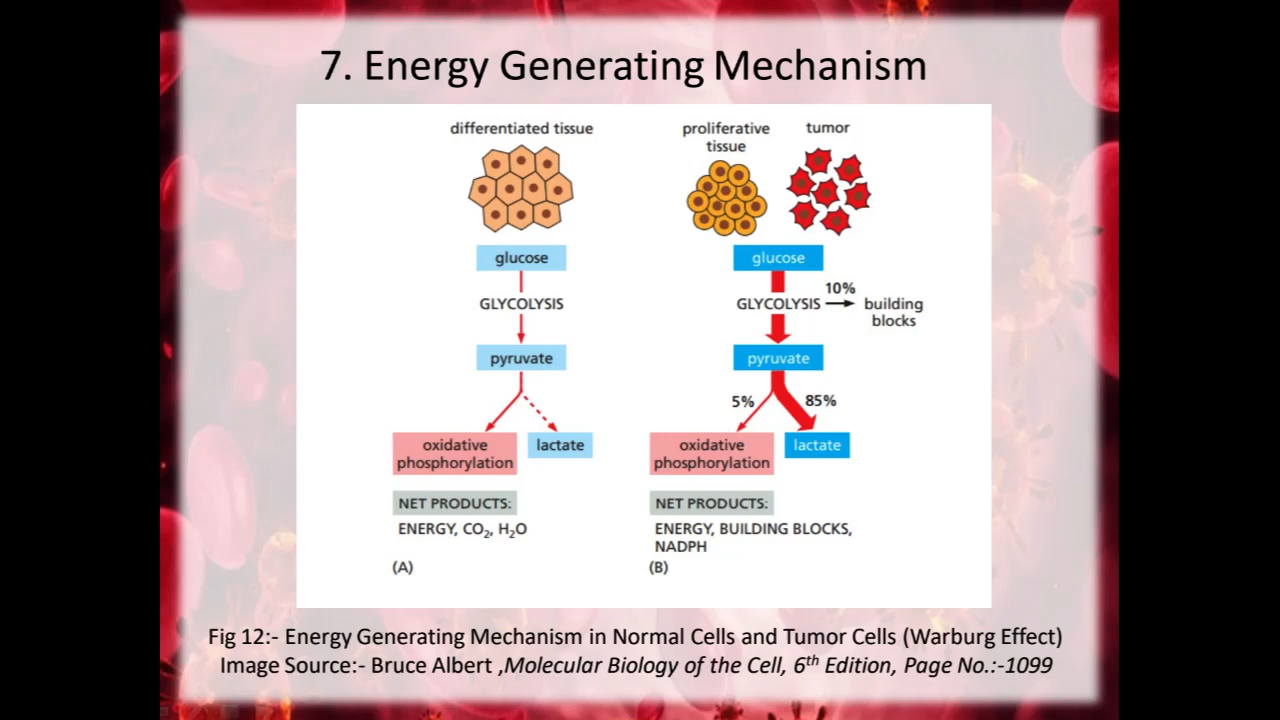 7. Energy Generating Mechanism
differentiated tissue
glucose
GLYCOLYSIS
pyruvate
oxidative
phosphorylation
lactate
NET PRODUCTS:
ENERGY, CO₂, H₂O
(A)
proliferative
tissue
tumor
glucose
GLYCOLYSIS
10%
building
blocks
pyruvate
5%
85%
oxidative
phosphorylation
lactate
NET PRODUCTS:
ENERGY, BUILDING BLOCKS,
NADPH
(B)
Fig 12:- Energy Generating Mechanism in Normal Cells and Tumor Cells (Warburg Effect)
Image Source:- Bruce Albert ,Molecular Biology of the Cell, 6th Edition, Page No.:-1099